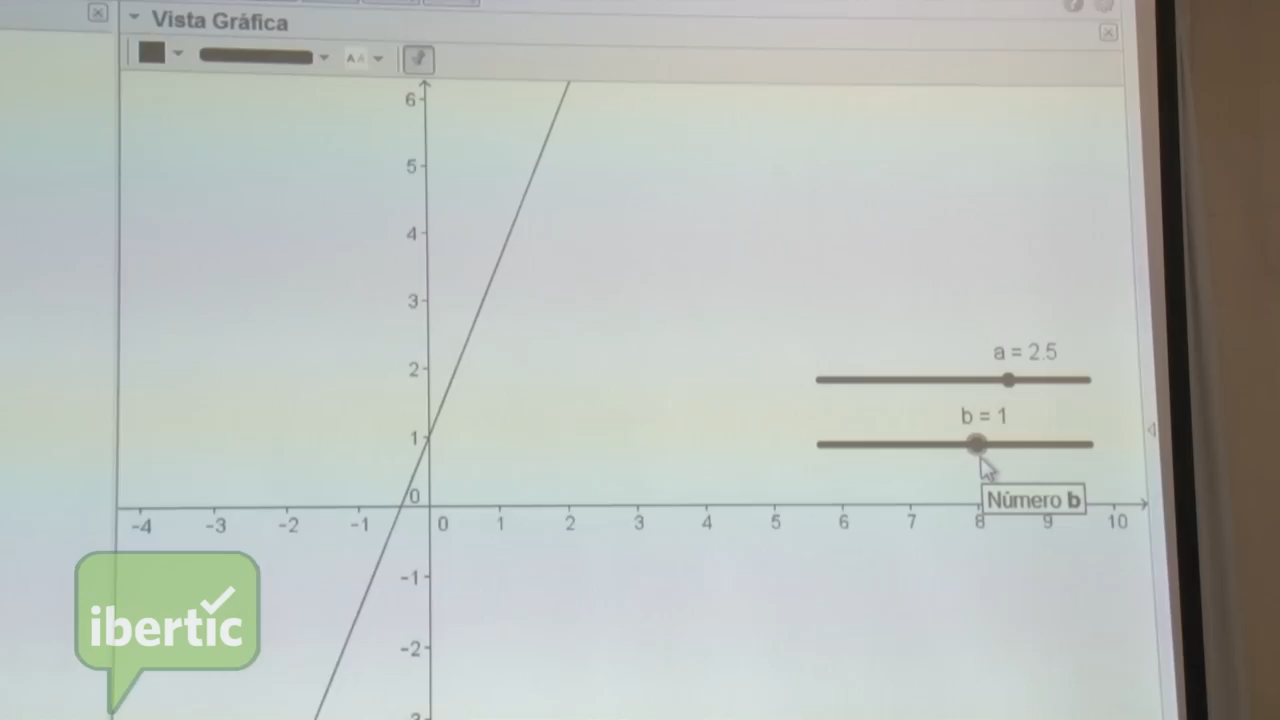 Vista Gráfica
A A
6
5
4
3
2
1
0
-4 -3 -2 -1 0 1 2 3 4 5 6 7 8 9 10
-1
-2
a = 2.5
b = 1
Número b
ibertic